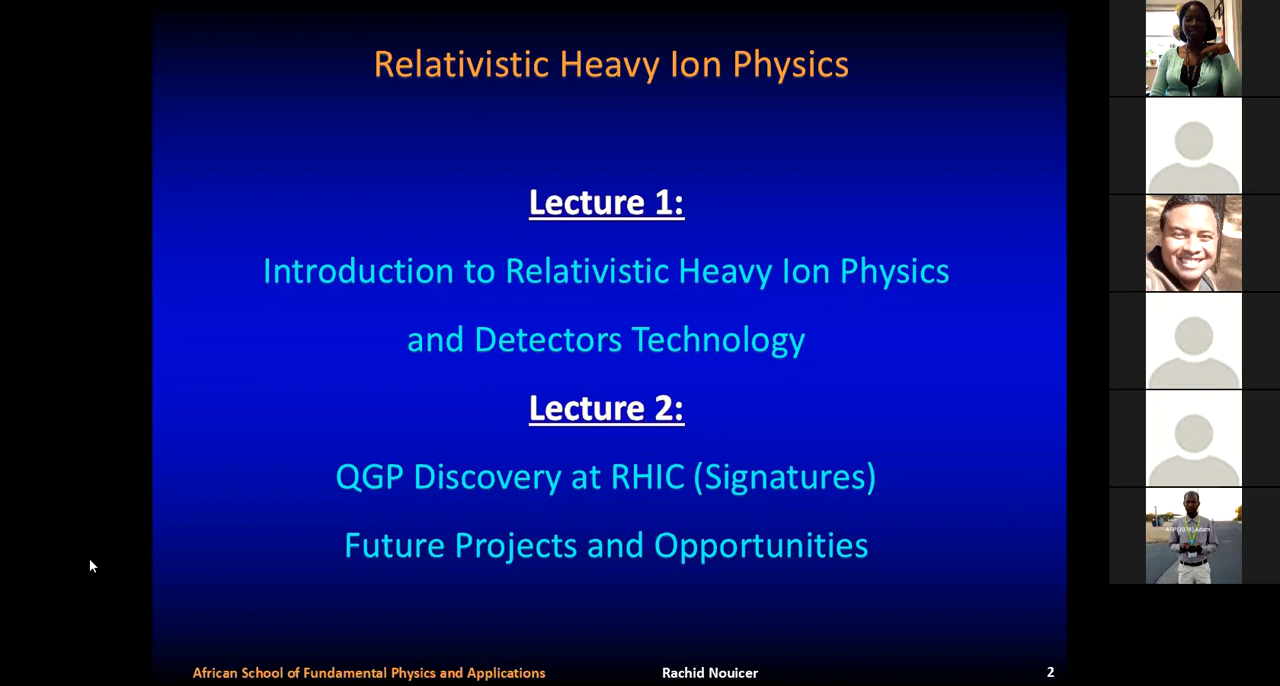 Relativistic Heavy Ion Physics
Lecture 1:
Introduction to Relativistic Heavy Ion Physics
and Detectors Technology
Lecture 2:
QGP Discovery at RHIC (Signatures)
Future Projects and Opportunities
African School of Fundamental Physics and Applications
Rachid Nouicer
2